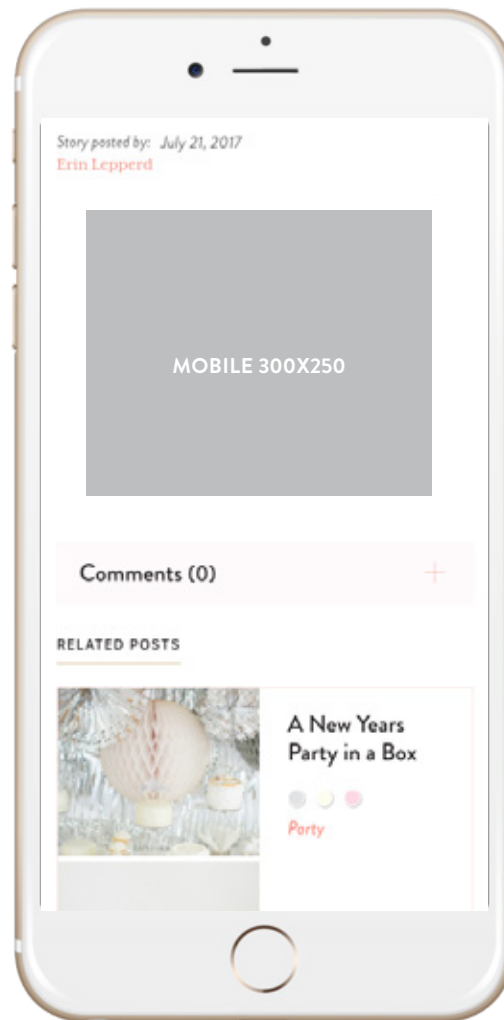 Story posted by: July 21, 2017
Erin Lepperd
MOBILE 300X250
Comments (0)
RELATED POSTS
A New Years
Party in a Box
Party